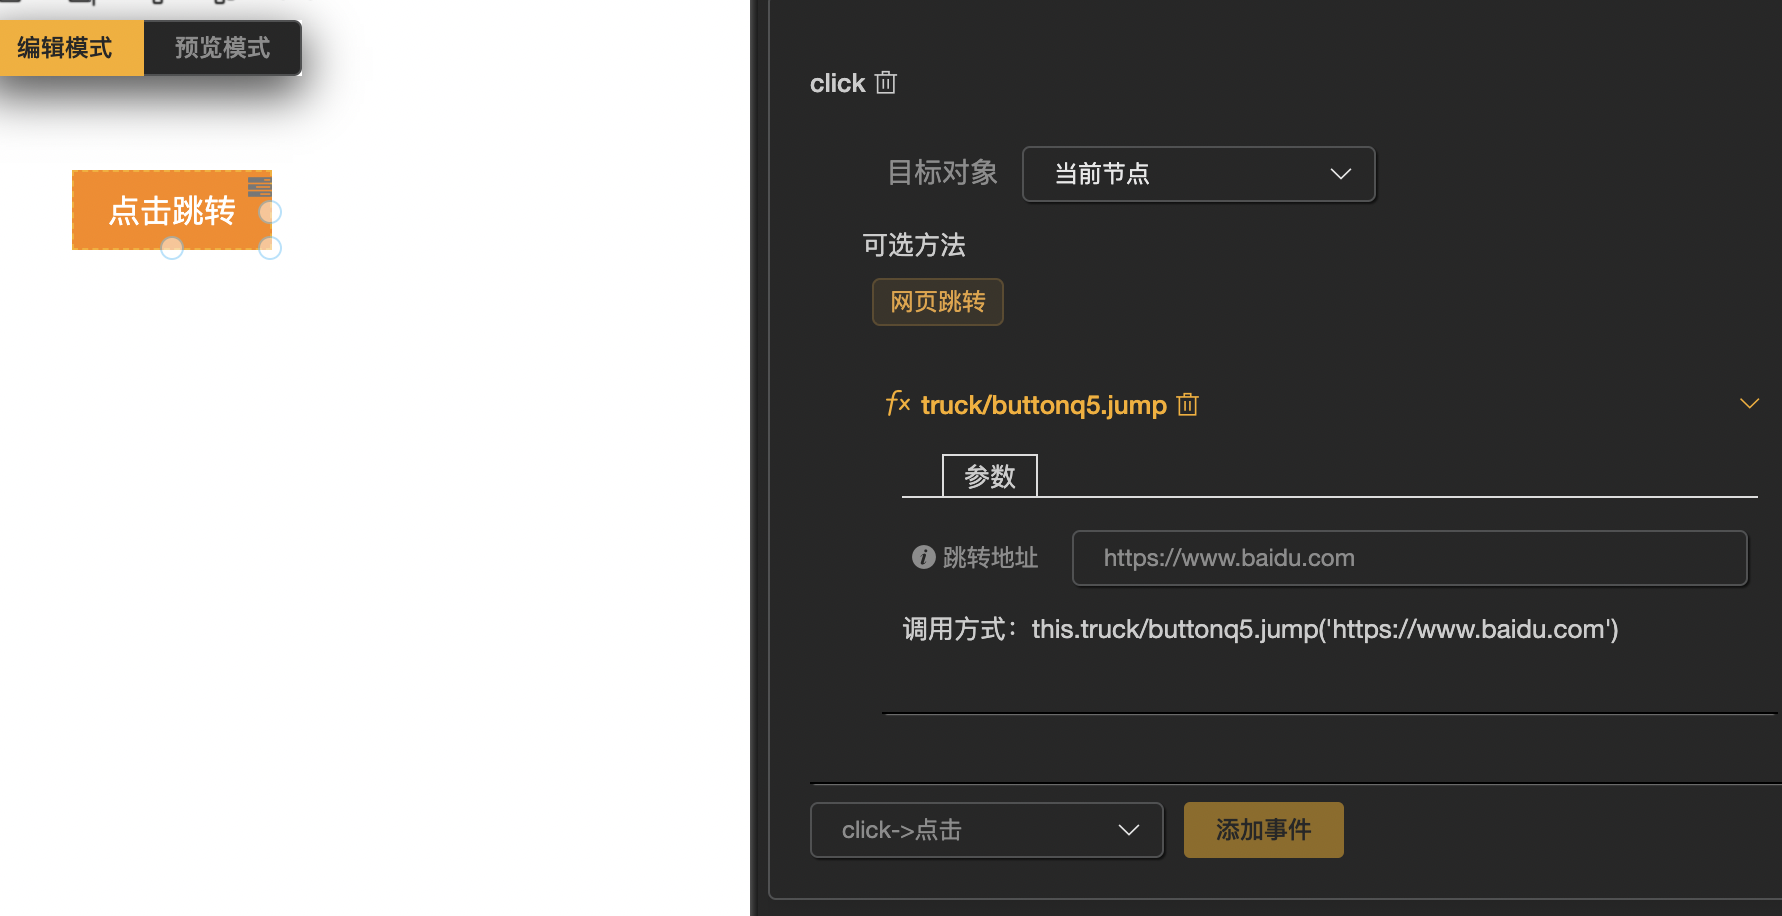 编辑模式
预览模式
点击跳转
click
目标对象
当前节点
可选方法
网页跳转
fx truck/buttonq5.jump
参数
跳转地址
https://www.baidu.com
调用方式：this.truck/buttonq5.jump('https://www.baidu.com')
click->点击
添加事件